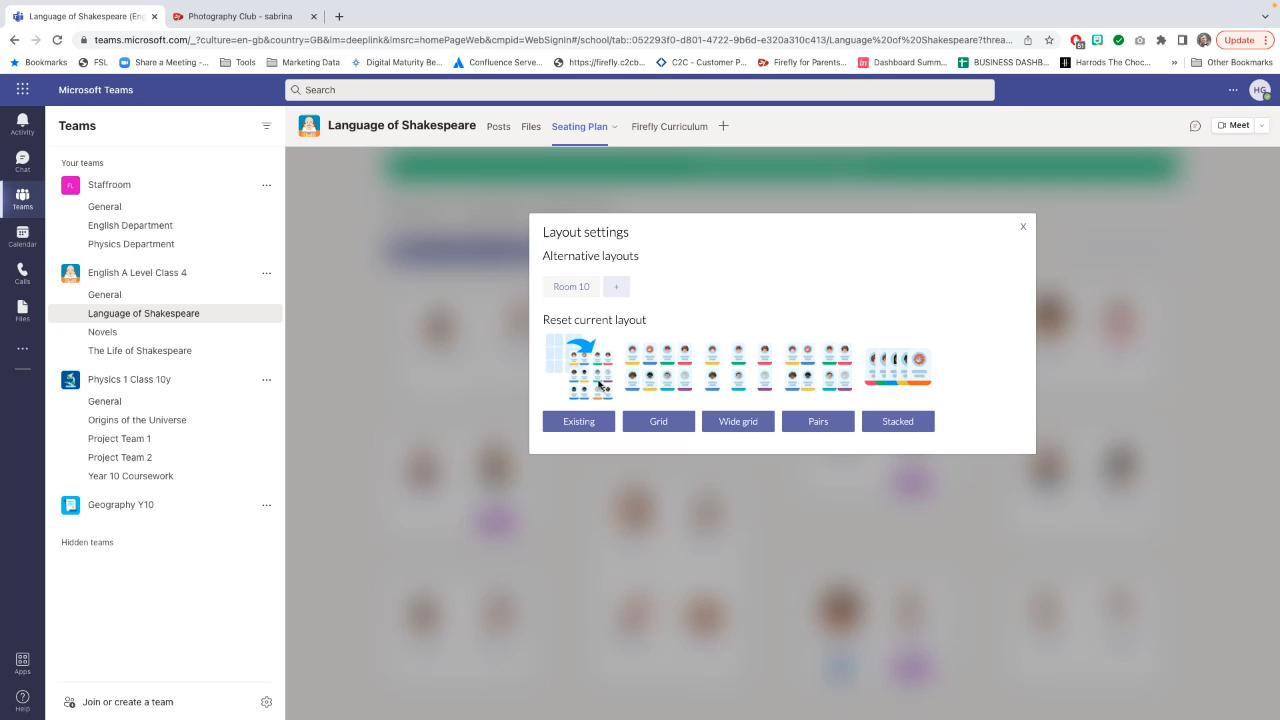 Language of Shakespeare (En
Photography Club - sabrina
teams.microsoft.com/_?culture=en-gb&country=GB&lm=deeplink&lmsrc=homePageWeb&cmpid=WebSignIn#/school/tab::052293f0-d801-4722-9b6d-e320a310c413/Language%20of%20Shakespeare?threa...
Update
Bookmarks FSL Share a Meeting -... Tools Marketing Data Digital Maturity Be... Confluence Serve... https://firefly.c2cb... C2C - Customer P... Firefly for Parents... Dashboard Summ... BUSINESS DASHB... Harrods The Choc... » Other Bookmarks
Microsoft Teams
Search
HG
Activity
Chat
Teams
Calendar
Calls
Files
Apps
Help
Teams
Your teams
FL Staffroom
General
English Department
Physics Department
English A Level Class 4
General
Language of Shakespeare
Novels
The Life of Shakespeare
Physics 1 Class 10y
General
Origins of the Universe
Project Team 1
Project Team 2
Year 10 Coursework
Geography Y10
Hidden teams
Join or create a team
Language of Shakespeare Posts Files Seating Plan Firefly Curriculum
Meet
Layout settings
X
Alternative layouts
Room 10 +
Reset current layout
Existing Grid Wide grid Pairs Stacked